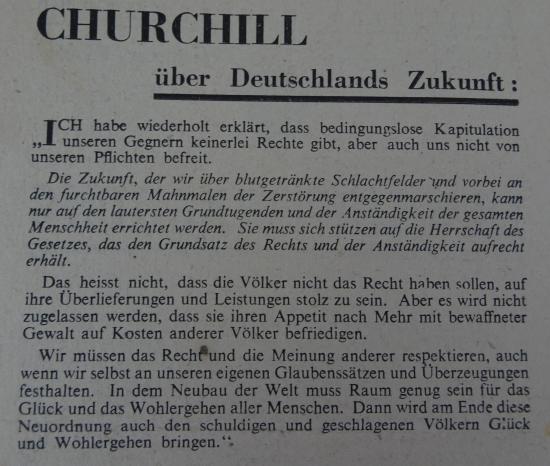 CHURCHILL
über Deutschlands Zukunft:
„ICH habe wiederholt erklärt, dass bedingungslose Kapitulation
unseren Gegnern keinerlei Rechte gibt, aber auch uns nicht von
unseren Pflichten befreit.
Die Zukunft, der wir über blutgetränkte Schlachtfelder und vorbei an
den furchtbaren Mahnmalen der Zerstörung entgegenmarschieren, kann
nur auf den lautersten Grundtugenden und der Anständigkeit der gesamten
Menschheit errichtet werden. Sie muss sich stützen auf die Herrschaft des
Gesetzes, das den Grundsatz des Rechts und der Anständigkeit aufrecht
erhält.
Das heisst nicht, dass die Völker nicht das Recht haben sollen, auf
ihre Überlieferungen und Leistungen stolz zu sein. Aber es wird nicht
zugelassen werden, dass sie ihren Appetit nach Mehr mit bewaffneter
Gewalt auf Kosten anderer Völker befriedigen.
Wir müssen das Recht und die Meinung anderer respektieren, auch
wenn wir selbst an unseren eigenen Glaubenssätzen und Überzeugungen
festhalten. In dem Neubau der Welt muss Raum genug sein für das
Glück und das Wohlergehen aller Menschen. Dann wird am Ende diese
Neuordnung auch den schuldigen und geschlagenen Völkern Glück
und Wohlergehen bringen.“